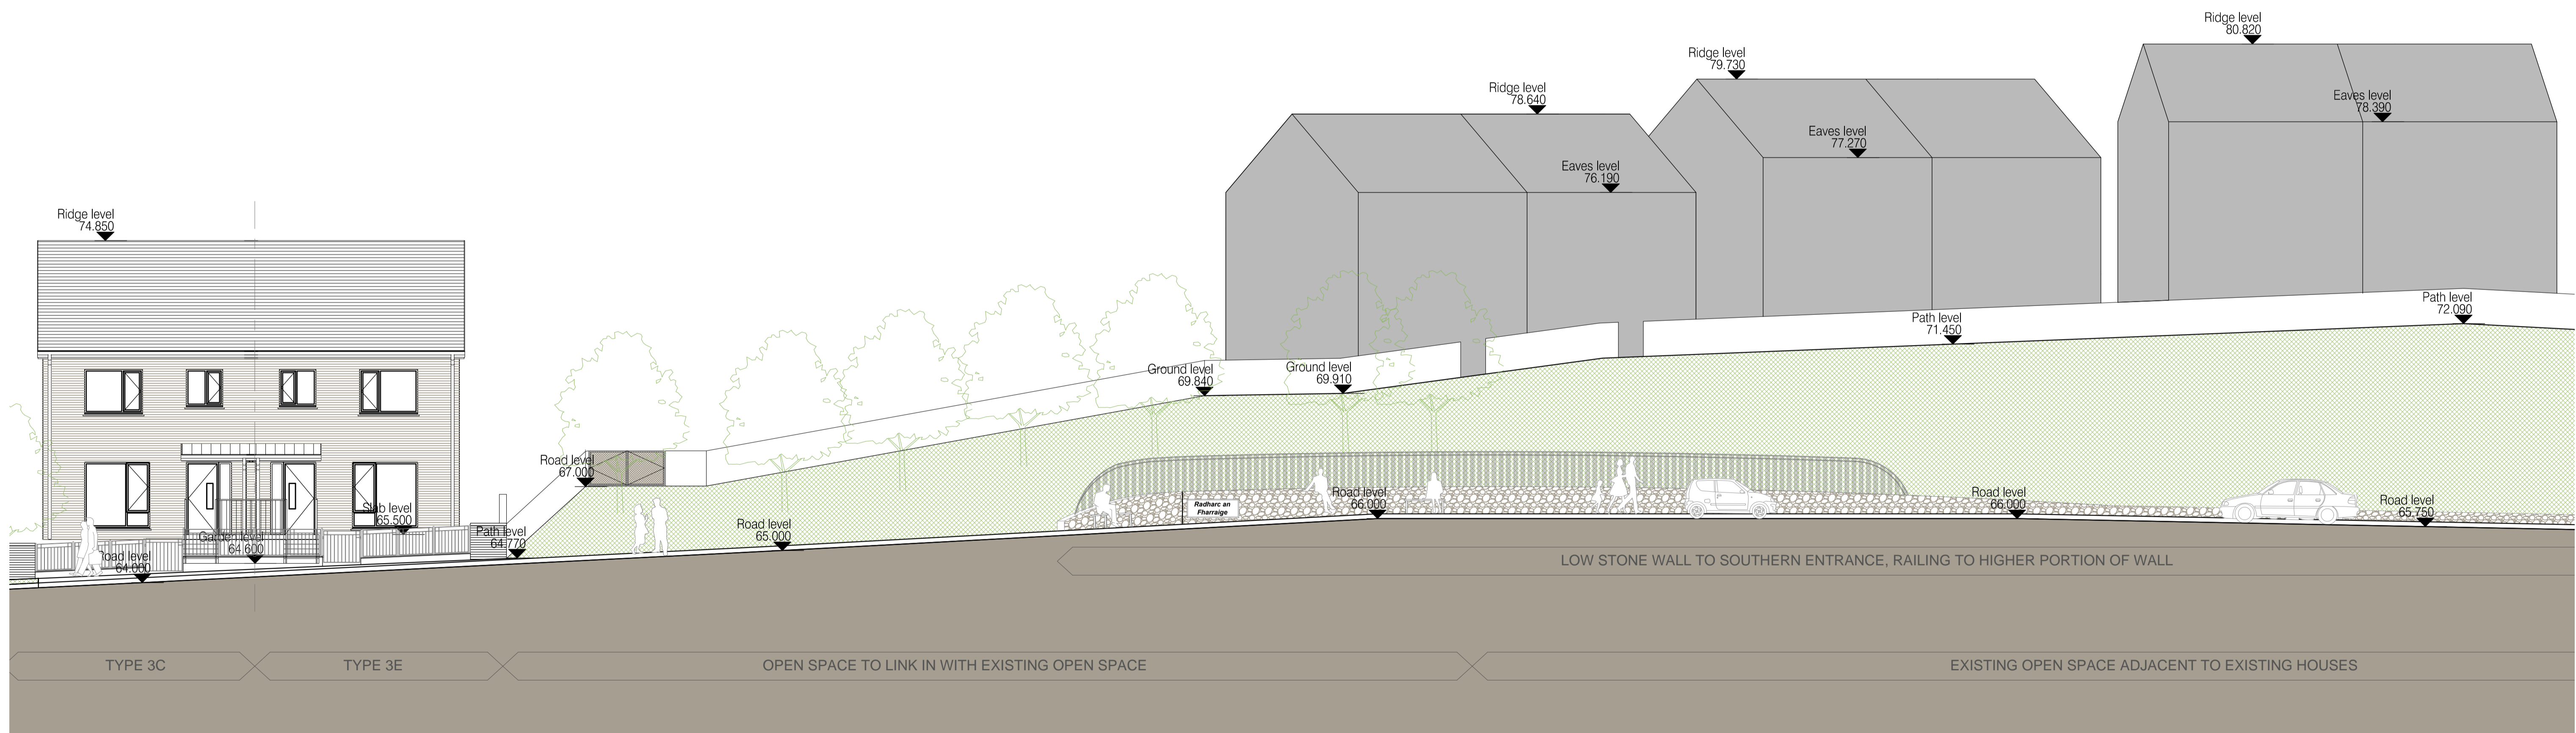 Ridge level
80.820
Ridge level
79.730
Ridge level
78.640
Eaves level
78.390
Eaves level
77.270
Eaves level
76.190
Ridge level
74.850
Path level
72.090
Path level
71.450
Ground level
69.840
Ground level
69.910
Road level
67.000
Slab level
65.500
Garden level
64.600
Road level
64.000
Path level
64.770
Road level
65.000
Radharc an
Fharraige
Road level
66.000
Road level
66.000
Road level
65.750
LOW STONE WALL TO SOUTHERN ENTRANCE, RAILING TO HIGHER PORTION OF WALL
TYPE 3C
TYPE 3E
OPEN SPACE TO LINK IN WITH EXISTING OPEN SPACE
EXISTING OPEN SPACE ADJACENT TO EXISTING HOUSES